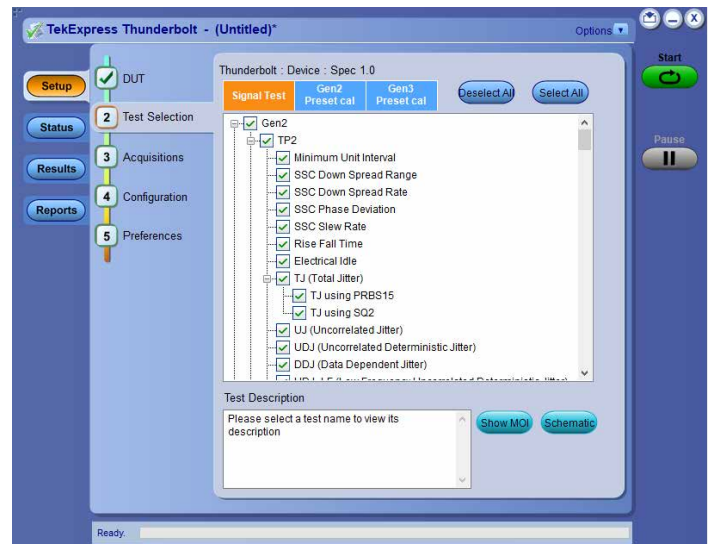 TekExpress Thunderbolt - (Untitled)*
Options
Start
Pause
Setup
Status
Results
Reports
DUT
2 Test Selection
3 Acquisitions
4 Configuration
5 Preferences
Thunderbolt : Device : Spec 1.0
Signal Test
Gen2 Preset cal
Gen3 Preset cal
Deselect All
Select All
Gen2
TP2
Minimum Unit Interval
SSC Down Spread Range
SSC Down Spread Rate
SSC Phase Deviation
SSC Slew Rate
Rise Fall Time
Electrical Idle
TJ (Total Jitter)
TJ using PRBS15
TJ using SQ2
UJ (Uncorrelated Jitter)
UDJ (Uncorrelated Deterministic Jitter)
DDJ (Data Dependent Jitter)
Test Description
Please select a test name to view its
description
Show MOI
Schematic
Ready.